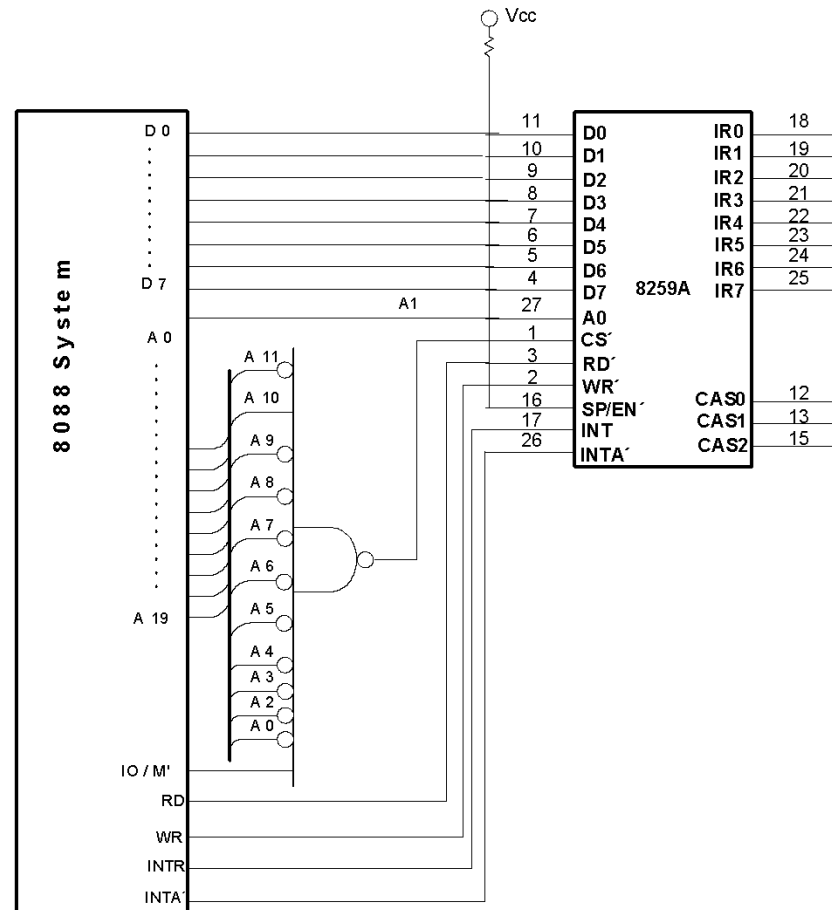 Vcc
8088 System
D 0
D 7
A 0
A 19
IO / M'
RD
WR
INTR
INTA´
A1
A 11
A 10
A 9
A 8
A 7
A 6
A 5
A 4
A 3
A 2
A 0
11
10
9
8
7
6
5
4
27
1
3
2
16
17
26
D0
D1
D2
D3
D4
D5
D6
D7
A0
CS´
RD´
WR´
SP/EN´
INT
INTA´
8259A
IR0
IR1
IR2
IR3
IR4
IR5
IR6
IR7
CAS0
CAS1
CAS2
18
19
20
21
22
23
24
25
12
13
15